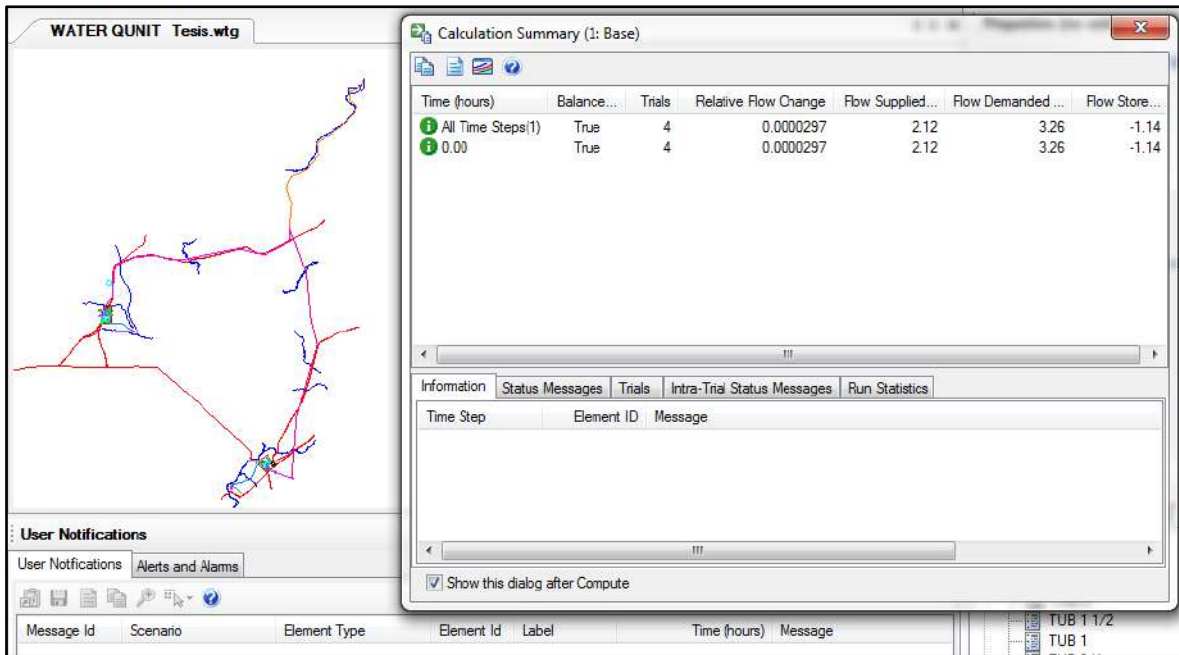 WATER QUNIT Tesis.wtg
Calculation Summary (1: Base)
Time (hours) Balance... Trials Relative Flow Change Flow Supplied... Flow Demanded ... Flow Store...
All Time Steps(1) True 4 0.0000297 2.12 3.26 -1.14
0.00 True 4 0.0000297 2.12 3.26 -1.14
Information Status Messages Trials Intra-Trial Status Messages Run Statistics
Time Step Element ID Message
Show this dialog after Compute
User Notifications
User Notifications Alerts and Alarms
Message Id Scenario Element Type Element Id Label Time (hours) Message
TUB 1 1/2
TUB 1